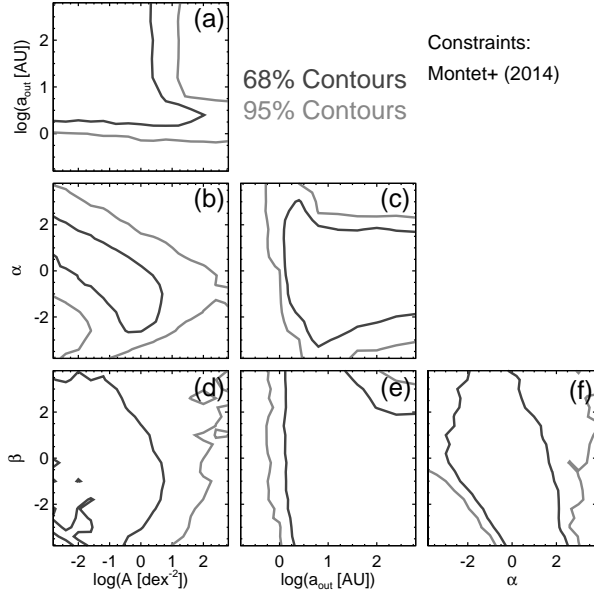 (a)
2
1
0
log(a_out [AU])
68% Contours
95% Contours
Constraints:
Montet+ (2014)
(b)
2
0
-2
α
(c)
(d)
2
0
-2
β
-2 -1 0 1 2
log(A [dex⁻²])
(e)
0 1 2
log(a_out [AU])
(f)
-2 0 2
α